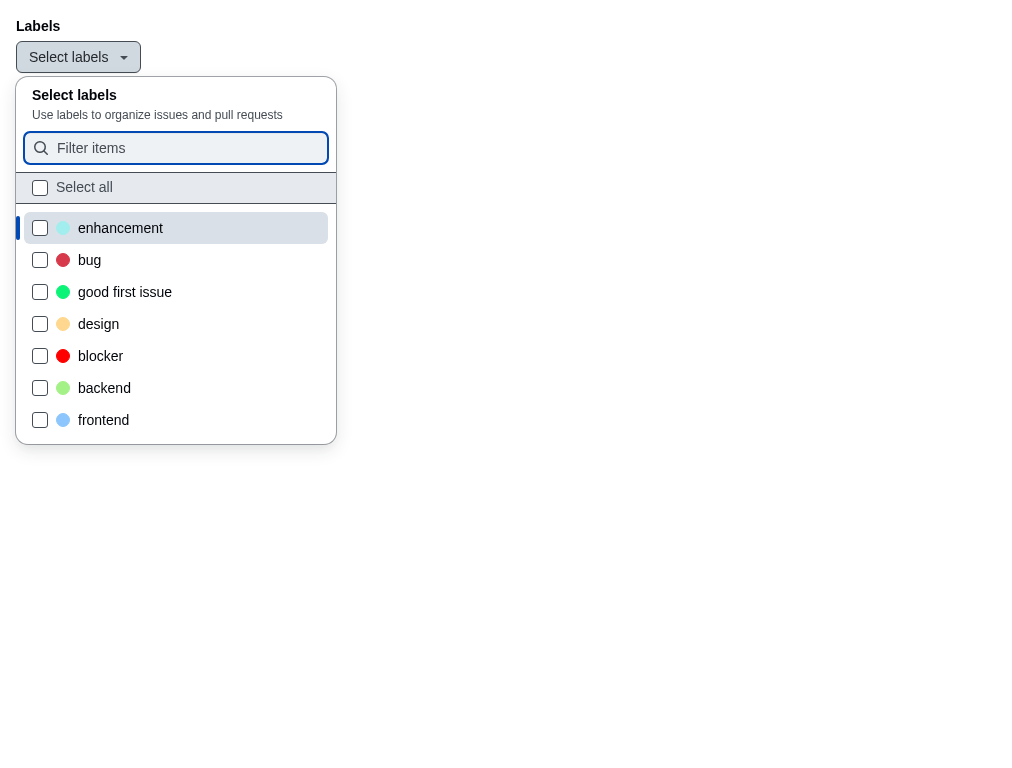 Labels
Select labels
Select labels
Use labels to organize issues and pull requests
Filter items
Select all
enhancement
bug
good first issue
design
blocker
backend
frontend